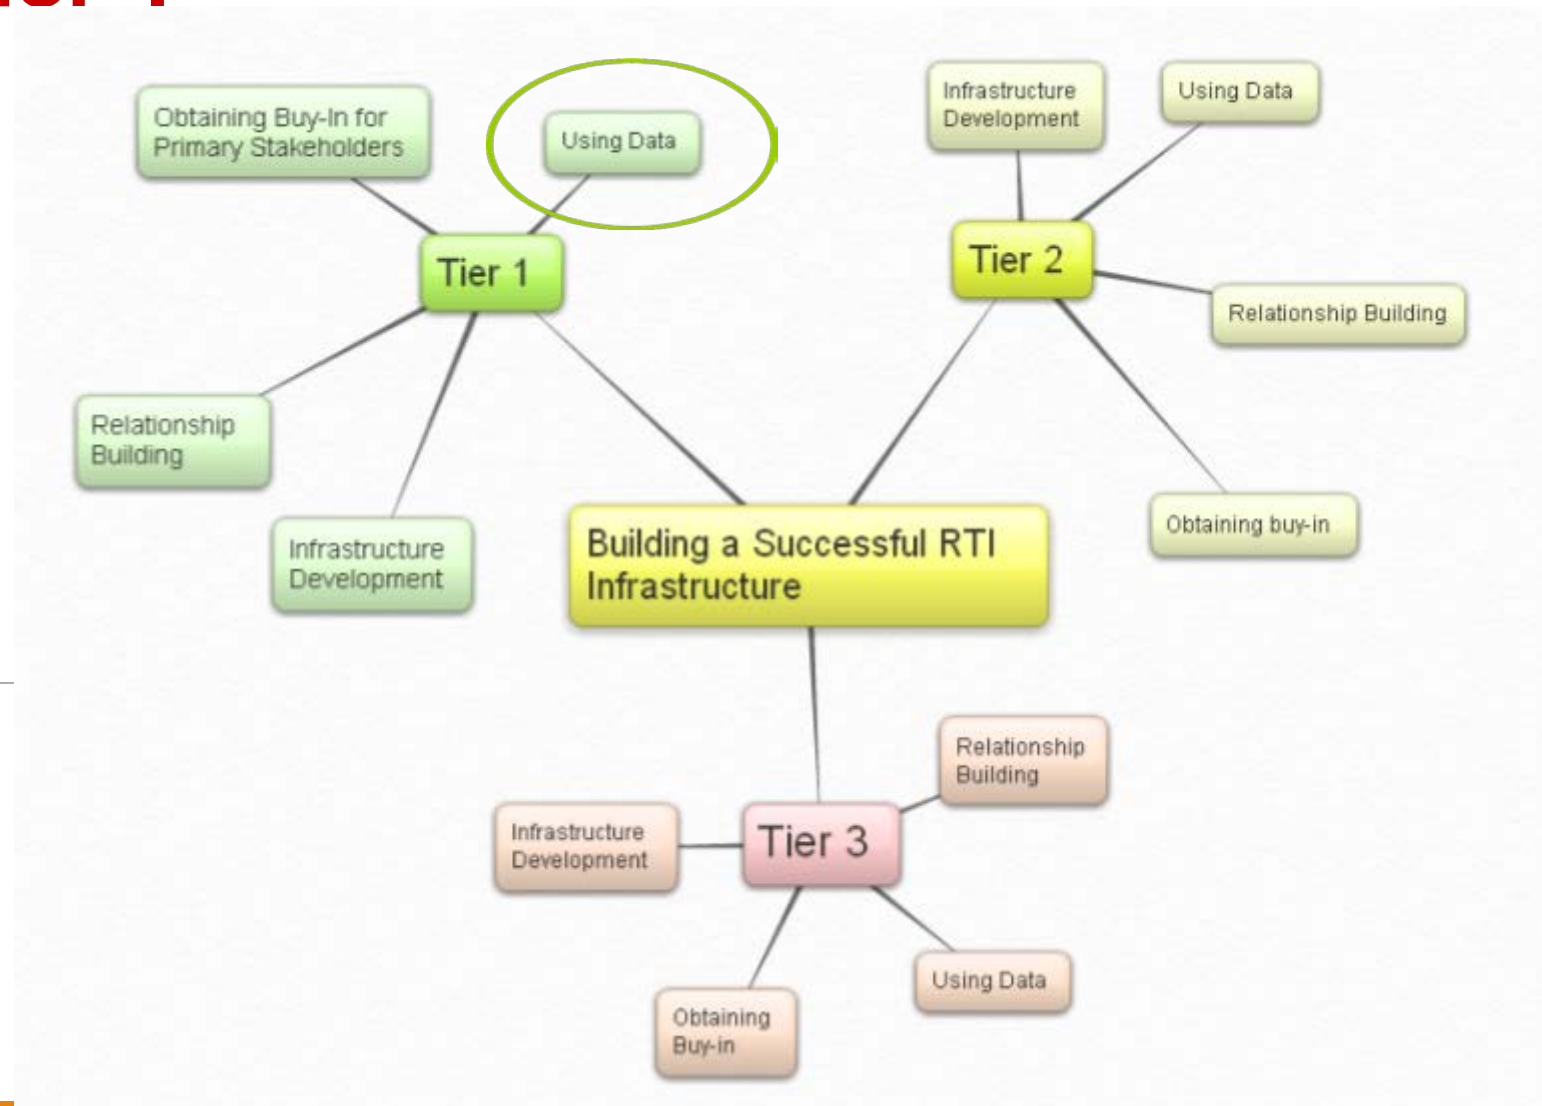 Obtaining Buy-In for
Primary Stakeholders
Using Data
Tier 1
Relationship
Building
Infrastructure
Development
Infrastructure
Development
Using Data
Tier 2
Relationship Building
Obtaining buy-in
Building a Successful RTI
Infrastructure
Relationship
Building
Infrastructure
Development
Tier 3
Using Data
Obtaining
Buy-in